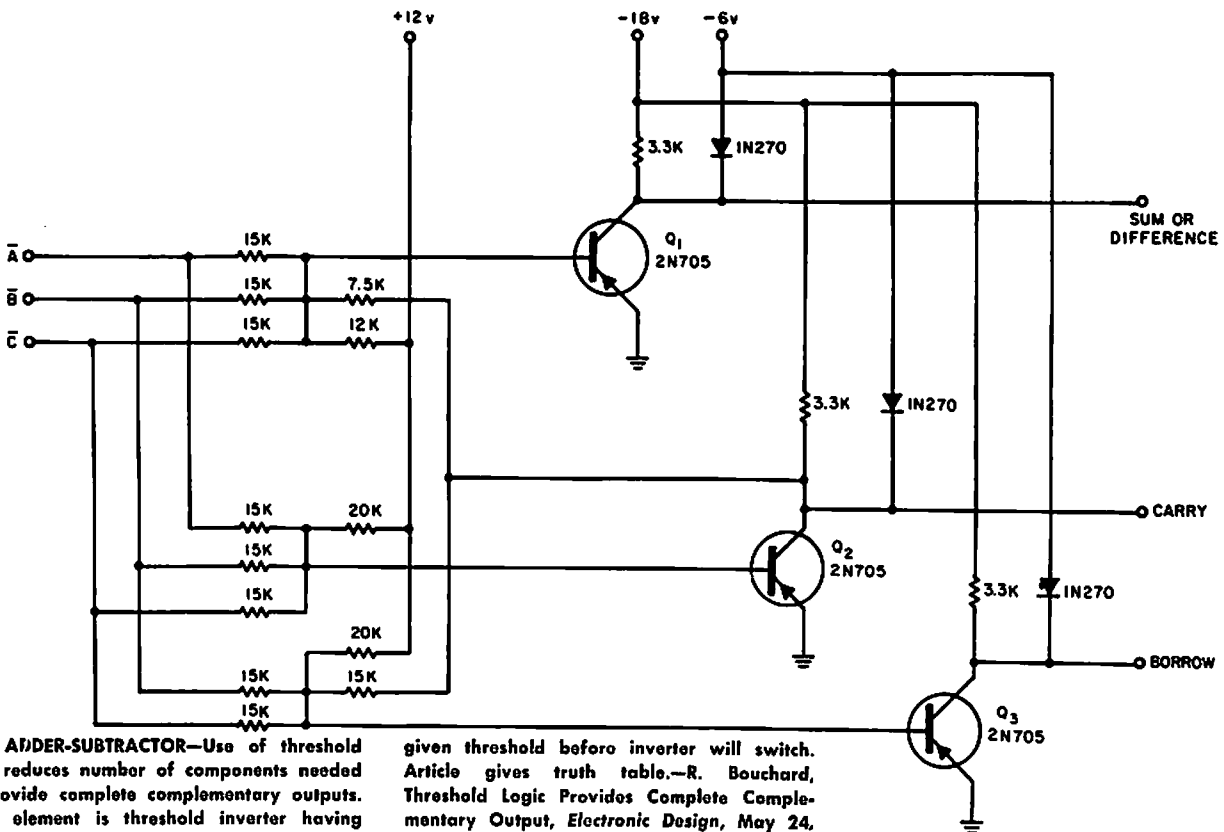 +12v
-18v
-6v
3.3K
1N270
SUM OR
DIFFERENCE
Q1
2N705
A̅
B̅
C̅
15K
15K
7.5K
15K
12K
3.3K
1N270
15K
20K
15K
15K
CARRY
Q2
2N705
20K
15K
15K
15K
3.3K
1N270
BORROW
Q3
2N705
ADDER-SUBTRACTOR—Use of threshold
reduces number of components needed
ovide complete complementary outputs.
element is threshold inverter having
given threshold before inverter will switch.
Article gives truth table.—R. Bouchard,
Threshold Logic Provides Complete Comple-
mentary Output, Electronic Design, May 24,